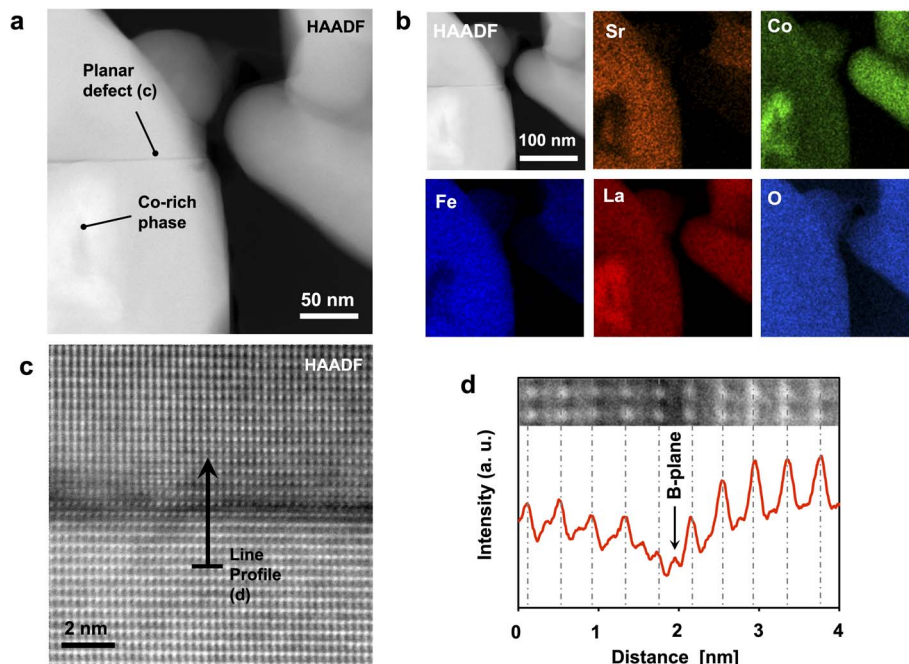 a
HAADF
Planar
defect (c)
Co-rich
phase
50 nm
b
HAADF
100 nm
Sr
Co
Fe
La
O
c
HAADF
Line
Profile
(d)
2 nm
d
Intensity (a. u.)
B-plane
0 1 2 3 4
Distance [nm]